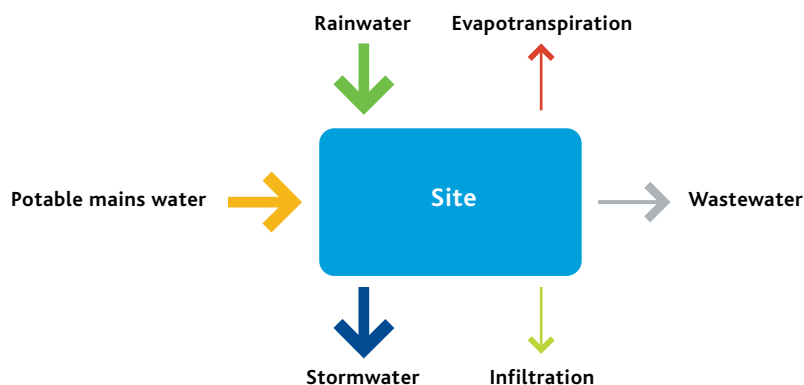 Rainwater
Evapotranspiration
Potable mains water
Site
Wastewater
Stormwater
Infiltration